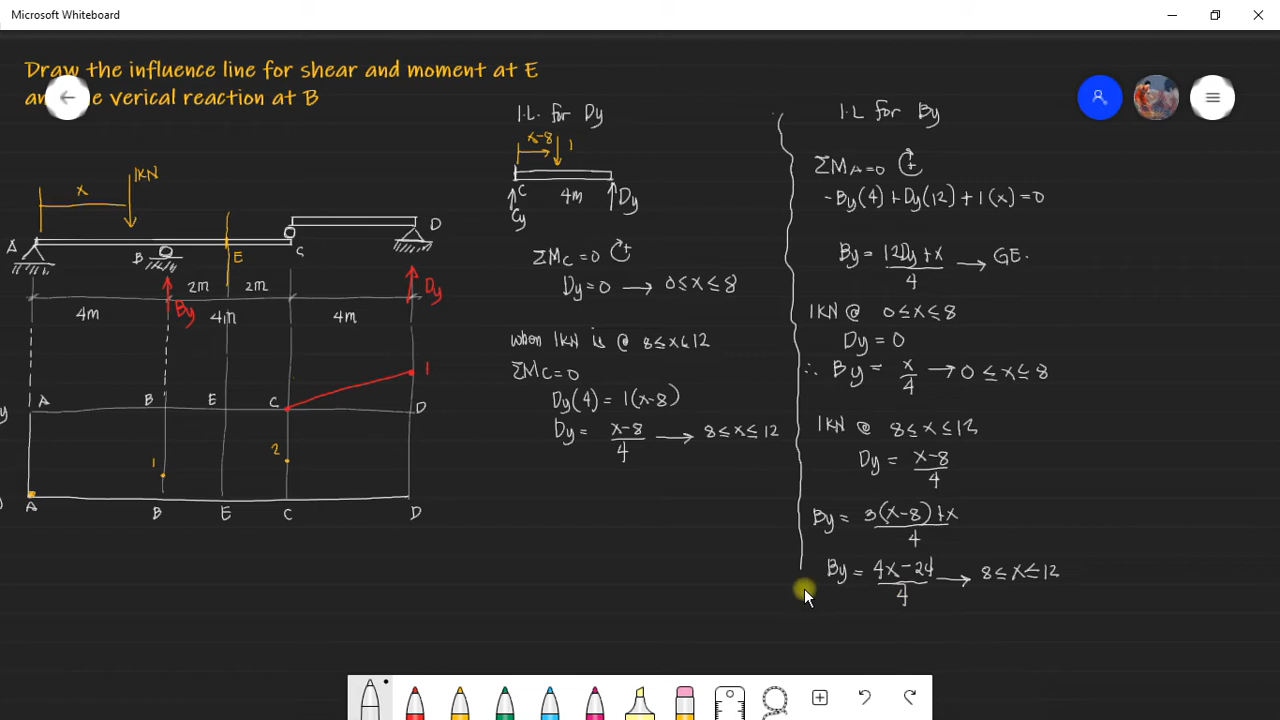 Microsoft Whiteboard
Draw the influence line for shear and moment at E
verical reaction at B
1KN
x
A
B
E
C
D
2m
2m
By
Dy
4m
4m
4m
1
A
B
E
C
D
y
1
2
A
B
E
C
D
I.L. for Dy
x-8
1
C
4m
Cy
Dy
ΣMc=0
Dy=0 → 0≤x≤8
when 1KN is @ 8≤x≤12
ΣMc=0
Dy(4) = 1(x-8)
Dy = x-8/4 → 8≤x≤12
I.L for By
ΣMA=0
-By(4)+Dy(12)+1(x)=0
By = 12Dy+x/4 → GE.
1KN @ 0≤x≤8
Dy=0
∴ By = x/4 → 0≤x≤8
1KN @ 8≤x≤12
Dy = x-8/4
By = 3(x-8)+x/4
By = 4x-24/4 → 8≤x≤12